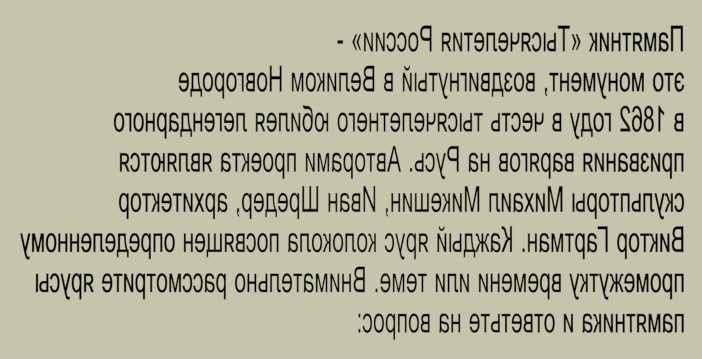 Памятник «Тысячелетия России» -
это монумент, воздвигнутый в Великом Новгороде
в 1862 году в честь тысячелетнего юбилея легендарного
призвания варягов на Русь. Авторами проекта являются
скульпторы Михаил Микешин, Иван Шредер, архитектор
Виктор Гартман. Каждый ярус колокола посвящен определенному
промежутку времени или теме. Внимательно рассмотрите ярусы
памятника и ответьте на вопрос: